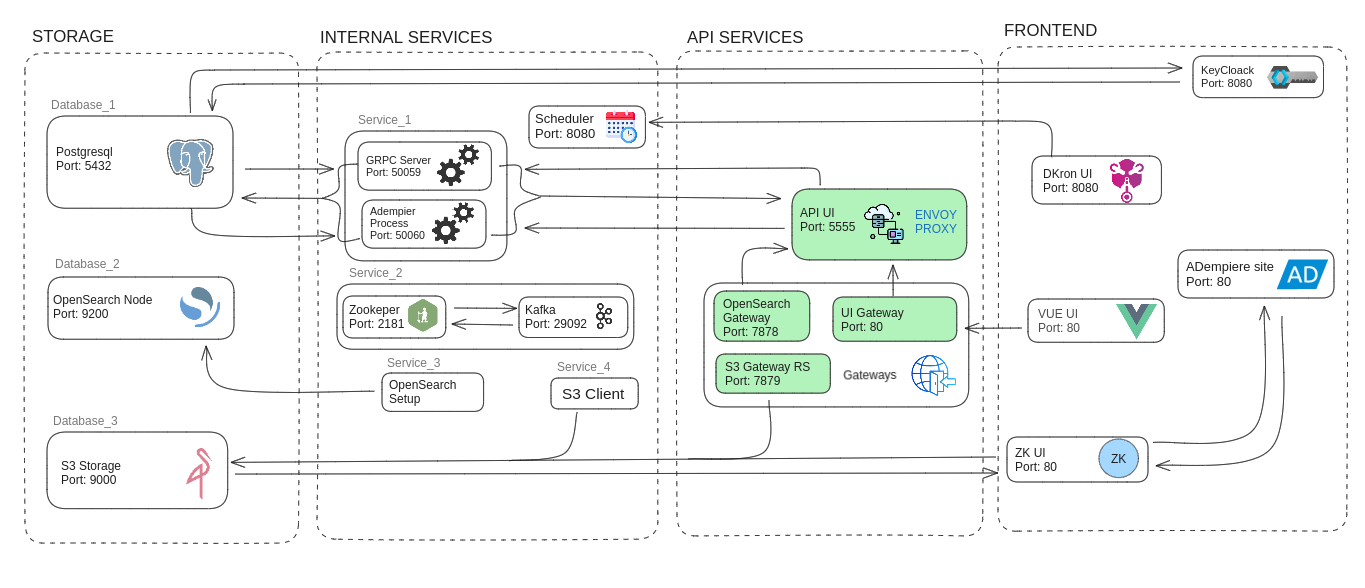 STORAGE
Database_1
Postgresql
Port: 5432
Database_2
OpenSearch Node
Port: 9200
Database_3
S3 Storage
Port: 9000
INTERNAL SERVICES
Scheduler
Port: 8080
Service_1
GRPC Server
Port: 50059
Adempier
Process
Port: 50060
Service_2
Zookeper
Port: 2181
Kafka
Port: 29092
Service_3
OpenSearch
Setup
Service_4
S3 Client
API SERVICES
API UI
Port: 5555
ENVOY
PROXY
OpenSearch
Gateway
Port: 7878
UI Gateway
Port: 80
S3 Gateway RS
Port: 7879
Gateways
FRONTEND
KeyCloack
Port: 8080
DKron UI
Port: 8080
ADempiere site
Port: 80
AD
VUE UI
Port: 80
ZK UI
Port: 80
ZK